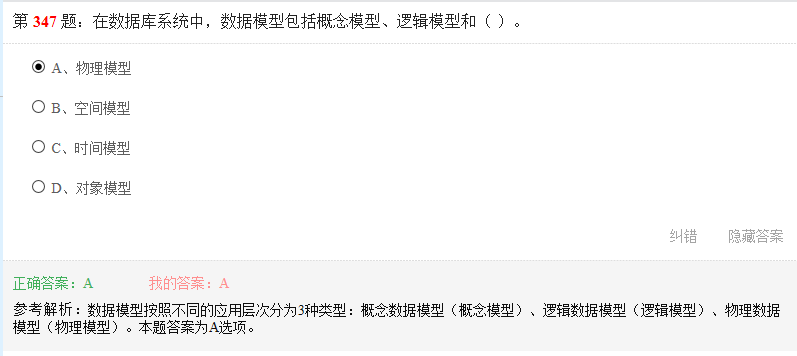 第 347 题：在数据库系统中，数据模型包括概念模型、逻辑模型和（ ）。
A、物理模型
B、空间模型
C、时间模型
D、对象模型
纠错 隐藏答案
正确答案：A 我的答案：A
参考解析：数据模型按照不同的应用层次分为3种类型：概念数据模型（概念模型）、逻辑数据模型（逻辑模型）、物理数据
模型（物理模型）。本题答案为A选项。